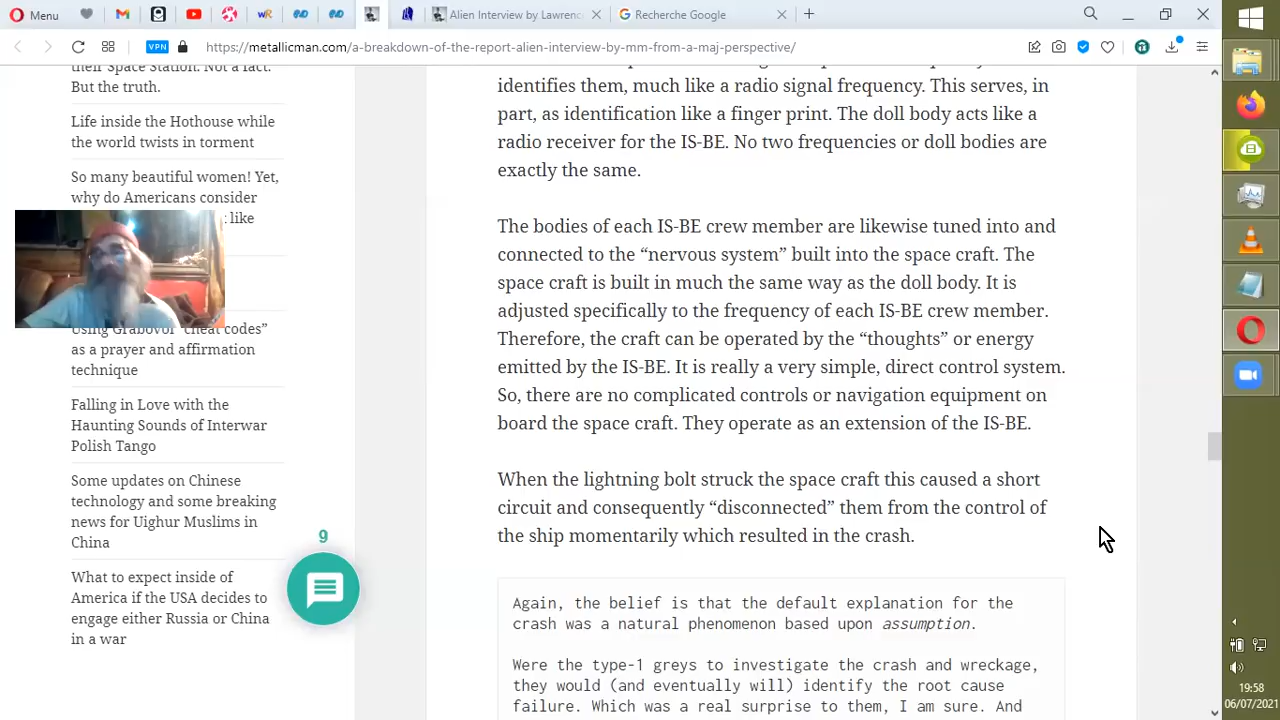 Menu
Alien Interview by Lawrenc
Recherche Google
VPN
https://metallicman.com/a-breakdown-of-the-report-alien-interview-by-mm-from-a-maj-perspective/
their Space Station. Not a fact.
But the truth.
Life inside the Hothouse while
the world twists in torment
So many beautiful women! Yet,
why do Americans consider
like
Using Grabovoi “cheat codes”
as a prayer and affirmation
technique
Falling in Love with the
Haunting Sounds of Interwar
Polish Tango
Some updates on Chinese
technology and some breaking
news for Uighur Muslims in
China
What to expect inside of
America if the USA decides to
engage either Russia or China
in a war
9
identifies them, much like a radio signal frequency. This serves, in
part, as identification like a finger print. The doll body acts like a
radio receiver for the IS-BE. No two frequencies or doll bodies are
exactly the same.
The bodies of each IS-BE crew member are likewise tuned into and
connected to the “nervous system” built into the space craft. The
space craft is built in much the same way as the doll body. It is
adjusted specifically to the frequency of each IS-BE crew member.
Therefore, the craft can be operated by the “thoughts” or energy
emitted by the IS-BE. It is really a very simple, direct control system.
So, there are no complicated controls or navigation equipment on
board the space craft. They operate as an extension of the IS-BE.
When the lightning bolt struck the space craft this caused a short
circuit and consequently “disconnected” them from the control of
the ship momentarily which resulted in the crash.
Again, the belief is that the default explanation for the
crash was a natural phenomenon based upon assumption.
Were the type-1 greys to investigate the crash and wreckage,
they would (and eventually will) identify the root cause
failure. Which was a real surprise to them, I am sure. And
19:58
06/07/2021